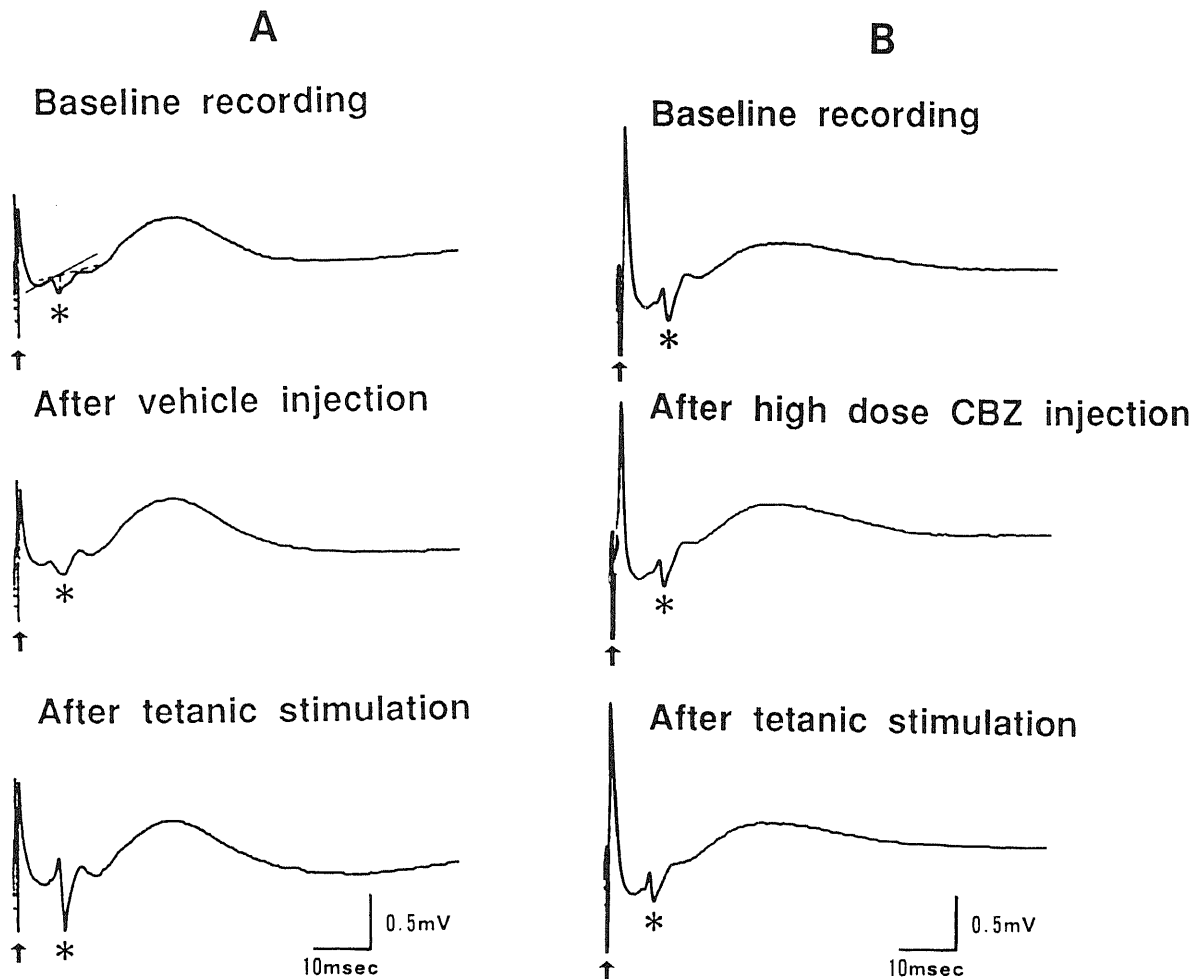 A
Baseline recording
*
↑
After vehicle injection
*
↑
After tetanic stimulation
*
↑
0.5mV
10msec
B
Baseline recording
*
↑
After high dose CBZ injection
*
↑
After tetanic stimulation
*
↑
0.5mV
10msec